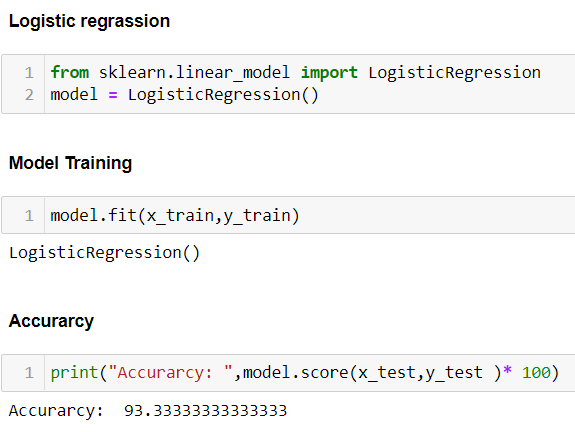 Logistic regrassion
1 from sklearn.linear_model import LogisticRegression
2 model = LogisticRegression()
Model Training
1 model.fit(x_train,y_train)
LogisticRegression()
Accurarcy
1 print("Accurarcy: ",model.score(x_test,y_test )* 100)
Accurarcy:  93.33333333333333